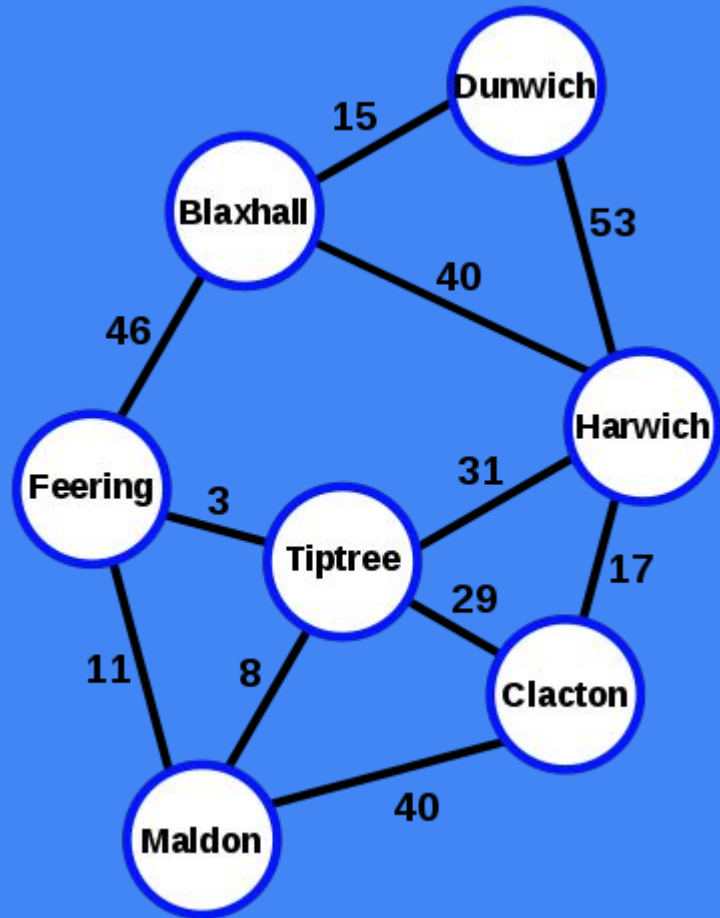 Dunwich
15
Blaxhall
53
40
46
Harwich
31
Feering
3
Tiptree
17
29
11
8
Clacton
40
Maldon